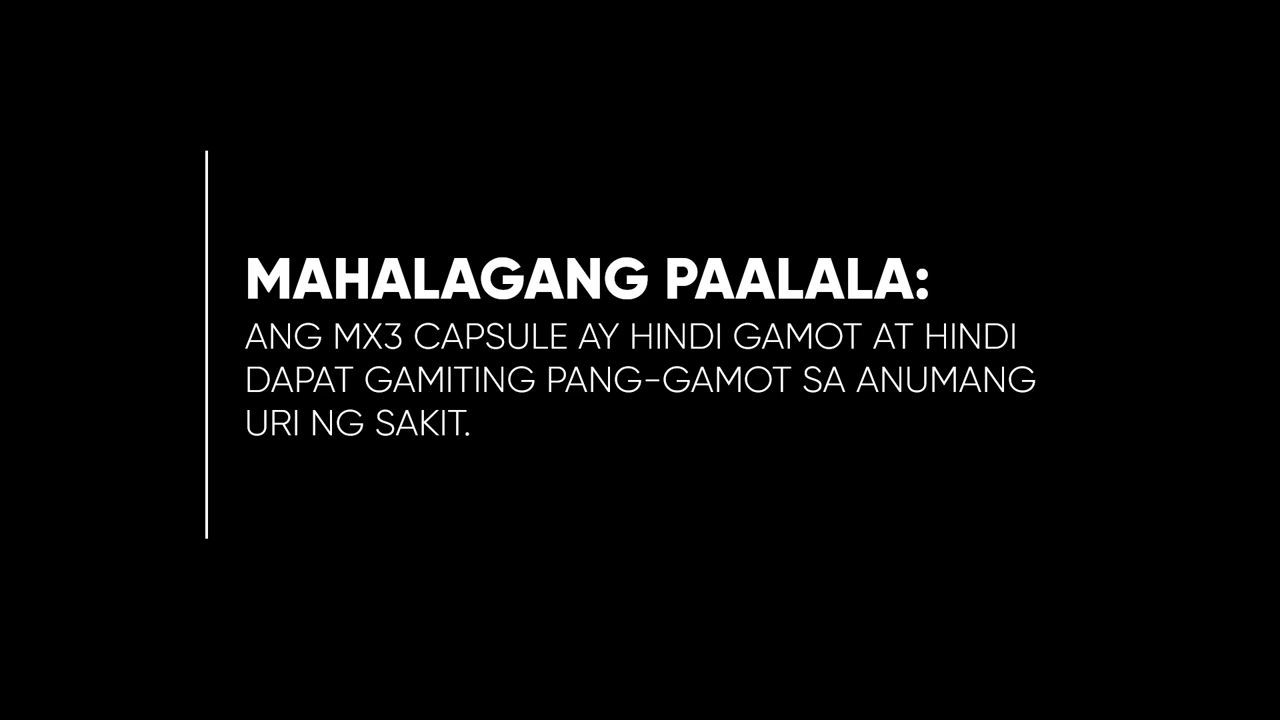 MAHALAGANG PAALALA:
ANG MX3 CAPSULE AY HINDI GAMOT AT HINDI
DAPAT GAMITING PANG-GAMOT SA ANUMANG
URI NG SAKIT.